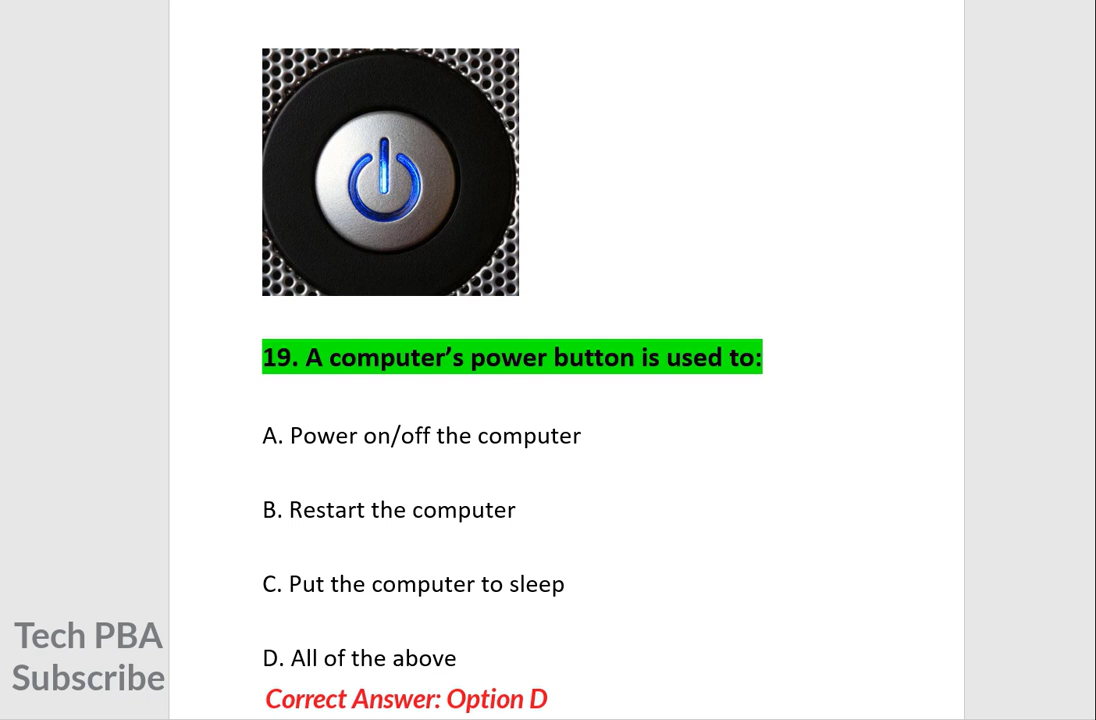 19. A computer’s power button is used to:
A. Power on/off the computer
B. Restart the computer
C. Put the computer to sleep
D. All of the above
Correct Answer: Option D
Tech PBA
Subscribe